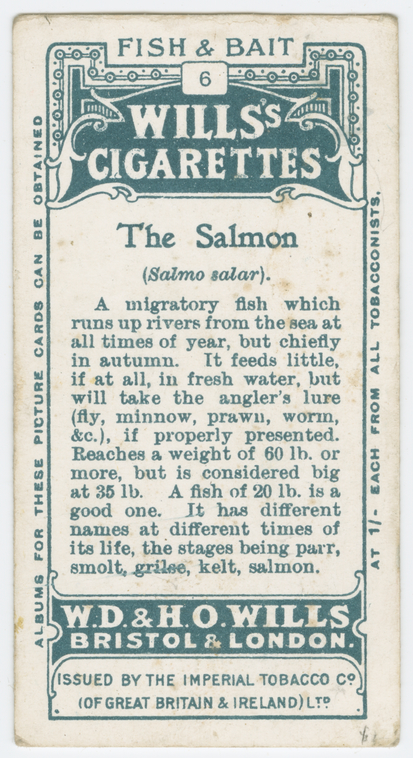 FISH & BAIT
6
WILLS'S
CIGARETTES
The Salmon
(Salmo salar).
A migratory fish which
runs up rivers from the sea at
all times of year, but chiefly
in autumn. It feeds little,
if at all, in fresh water, but
will take the angler's lure
(fly, minnow, prawn, worm,
&c.), if properly presented.
Reaches a weight of 60 lb. or
more, but is considered big
at 35 lb. A fish of 20 lb. is a
good one. It has different
names at different times of
its life, the stages being parr,
smolt, grilse, kelt, salmon.
W.D. & H.O. WILLS
BRISTOL & LONDON.
ISSUED BY THE IMPERIAL TOBACCO Co.
(OF GREAT BRITAIN & IRELAND) LTD
ALBUMS FOR THESE PICTURE CARDS CAN BE OBTAINED
AT 1/- EACH FROM ALL TOBACCONISTS.